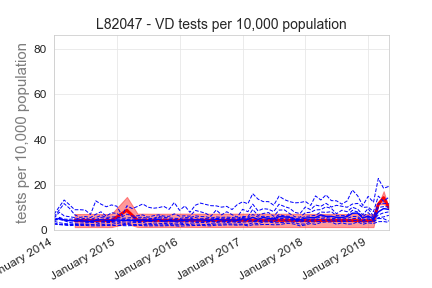 L82047 - VD tests per 10,000 population
tests per 10,000 population
80
60
40
20
0
January 2015
January 2016
January 2017
January 2018
January 2019
nuary 2014